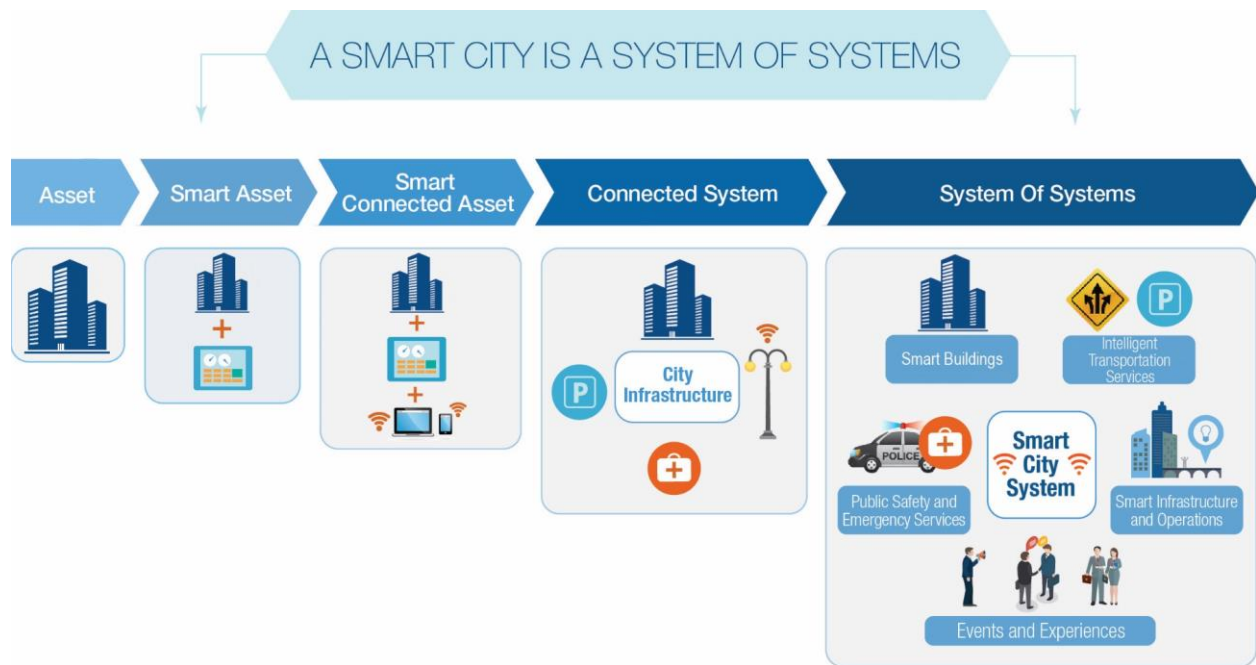 A SMART CITY IS A SYSTEM OF SYSTEMS
Asset
Smart Asset
Smart
Connected Asset
Connected System
System Of Systems
P
City
Infrastructure
Smart Buildings
P
Intelligent
Transportation
Services
POLICE
Public Safety and
Emergency Services
Smart
City
System
Smart Infrastructure
and Operations
Events and Experiences